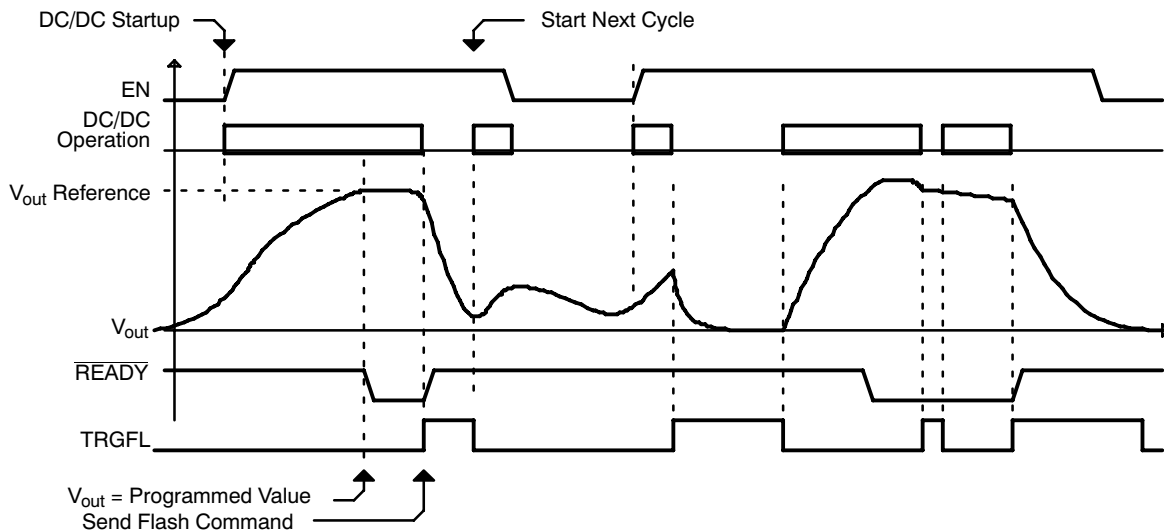 DC/DC Startup
Start Next Cycle
EN
DC/DC
Operation
Vout Reference
Vout
READY
TRGFL
Vout = Programmed Value
Send Flash Command